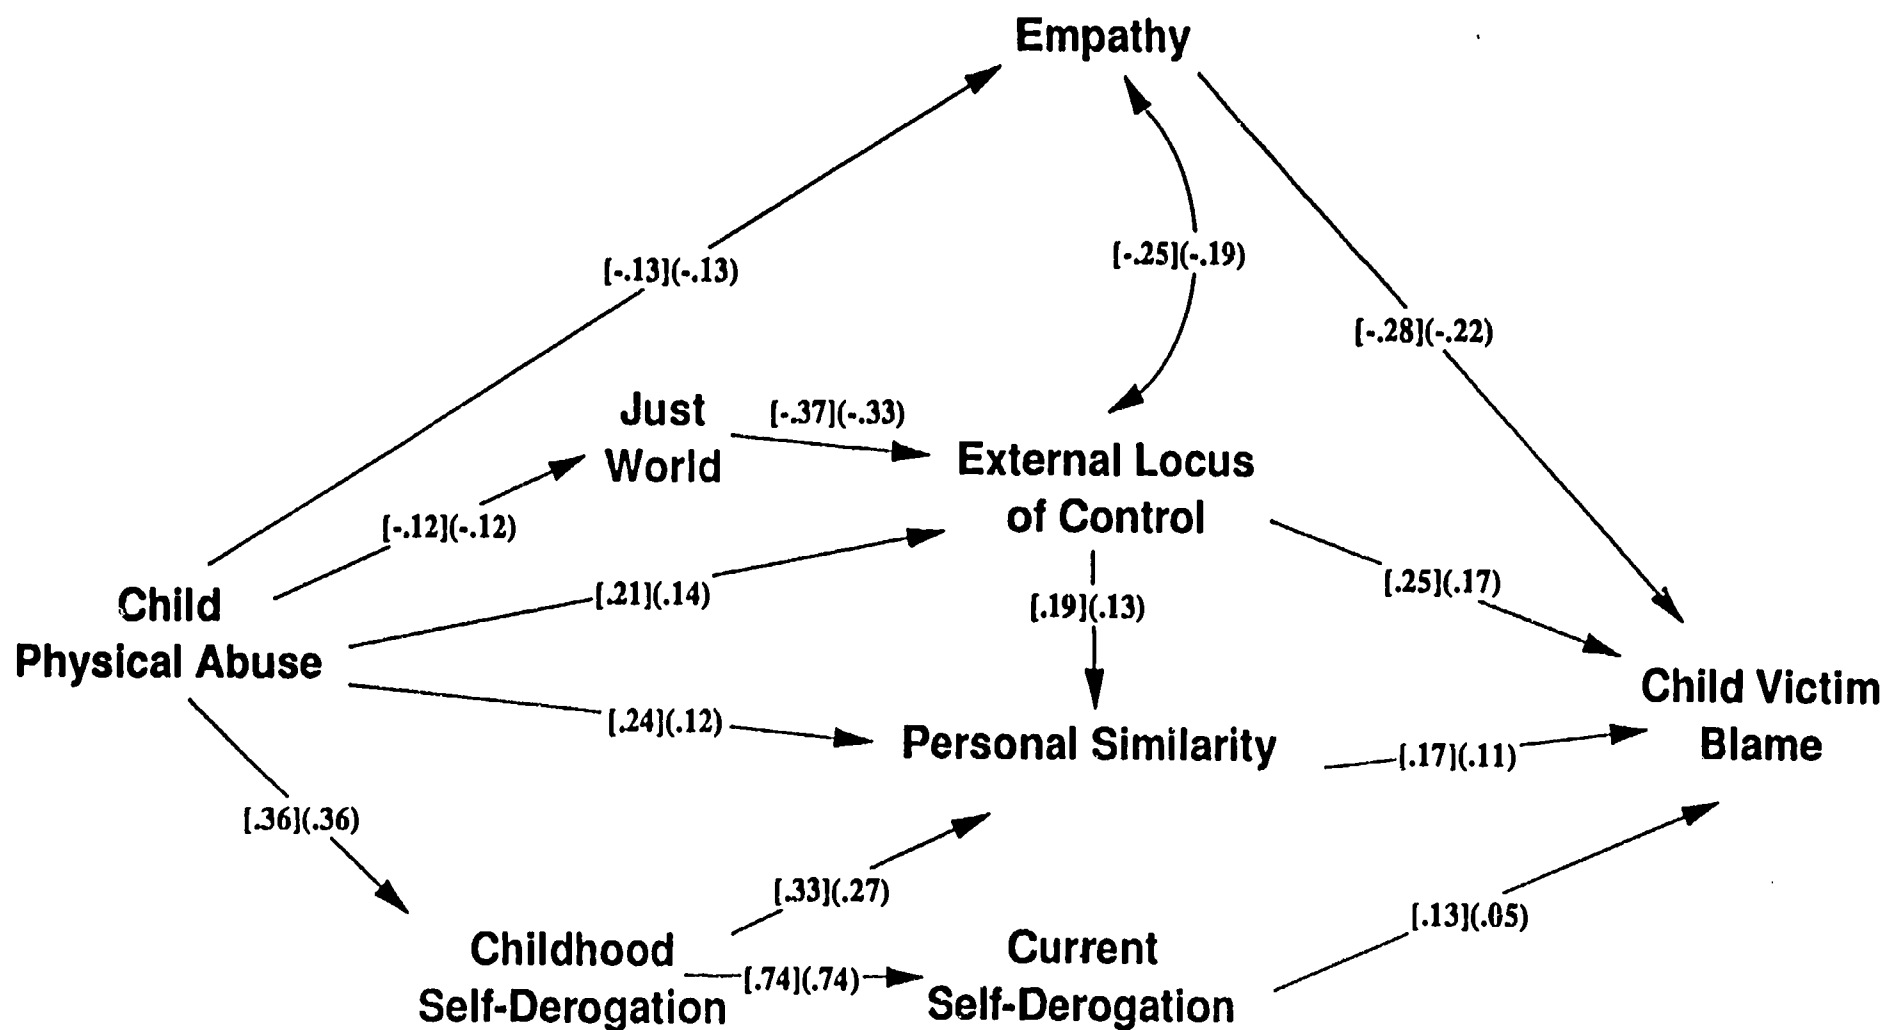 Empathy
[-.13](-.13)
[-.25](-.19)
[-.28](-.22)
Just
World
[-.37](-.33)
External Locus
of Control
[-.12](-.12)
[.21](.14)
[.19](.13)
[.25](.17)
Child
Physical Abuse
[.24](.12)
Personal Similarity
[.17](.11)
Child Victim
Blame
[.36](.36)
[.33](.27)
[.13](.05)
Childhood
Self-Derogation
[.74](.74)
Current
Self-Derogation